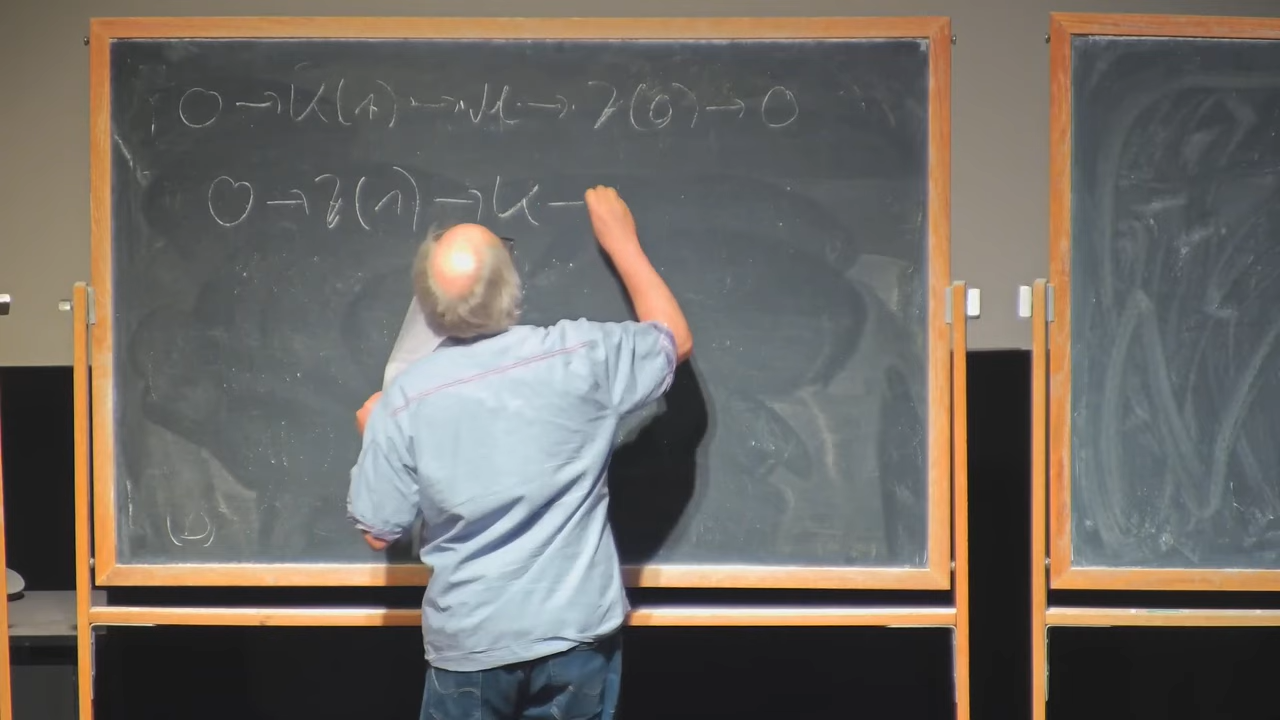 0 → K(1) → K → Z(0) → 0
0 → Z(1) → K —